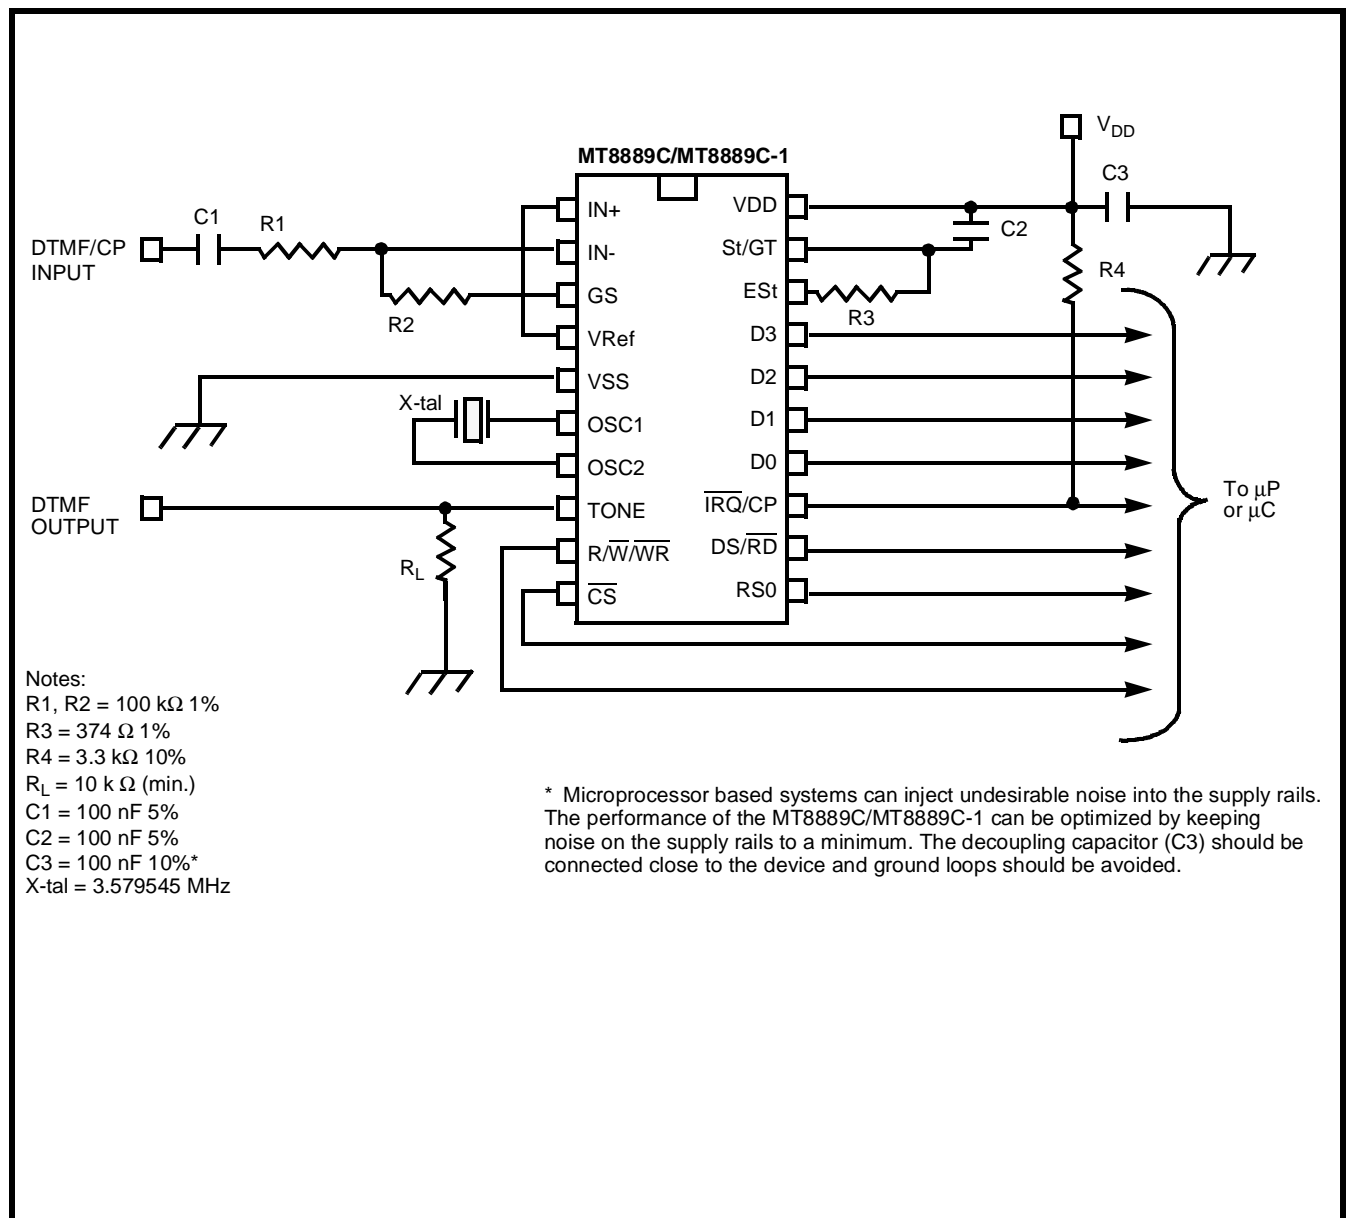 V_DD
MT8889C/MT8889C-1
C3
C1
R1
IN+
VDD
C2
DTMF/CP
INPUT
IN-
St/GT
R4
GS
ESt
R2
R3
VRef
D3
VSS
D2
X-tal
OSC1
D1
OSC2
D0
DTMF
OUTPUT
TONE
I̅R̅Q̅/CP
To μP
or μC
R/W̅/W̅R̅
DS/R̅D̅
R_L
C̅S̅
RS0
Notes:
R1, R2 = 100 kΩ 1%
R3 = 374 Ω 1%
R4 = 3.3 kΩ 10%
R_L = 10 k Ω (min.)
C1 = 100 nF 5%
C2 = 100 nF 5%
C3 = 100 nF 10%*
X-tal = 3.579545 MHz
* Microprocessor based systems can inject undesirable noise into the supply rails.
The performance of the MT8889C/MT8889C-1 can be optimized by keeping
noise on the supply rails to a minimum. The decoupling capacitor (C3) should be
connected close to the device and ground loops should be avoided.